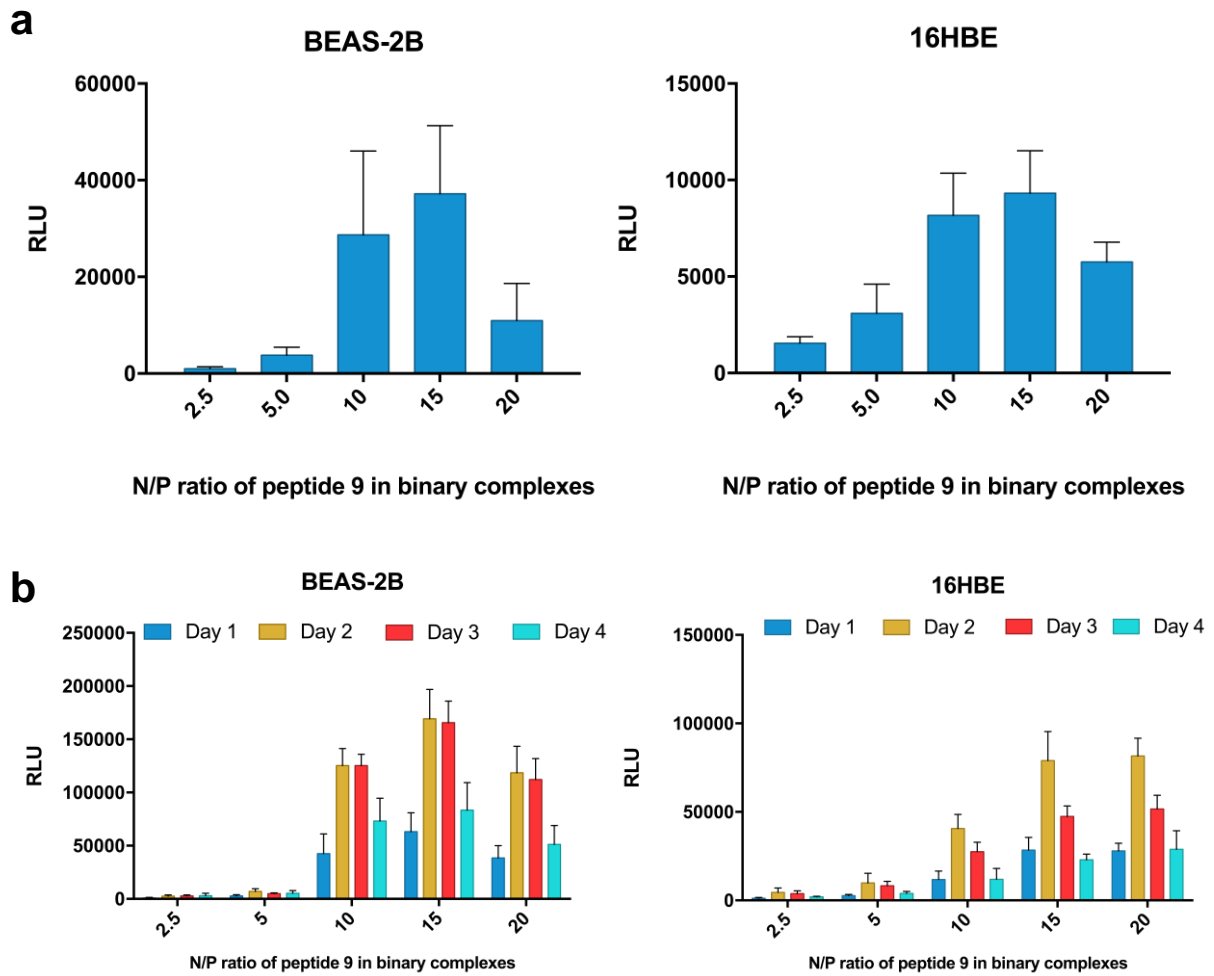 a
BEAS-2B
60000
40000
20000
0
RLU
2.5
5.0
10
15
20
N/P ratio of peptide 9 in binary complexes
16HBE
15000
10000
5000
0
RLU
2.5
5.0
10
15
20
N/P ratio of peptide 9 in binary complexes
b
BEAS-2B
Day 1 Day 2 Day 3 Day 4
250000
200000
150000
100000
50000
0
RLU
2.5
5
10
15
20
N/P ratio of peptide 9 in binary complexes
16HBE
Day 1 Day 2 Day 3 Day 4
150000
100000
50000
0
RLU
2.5
5
10
15
20
N/P ratio of peptide 9 in binary complexes